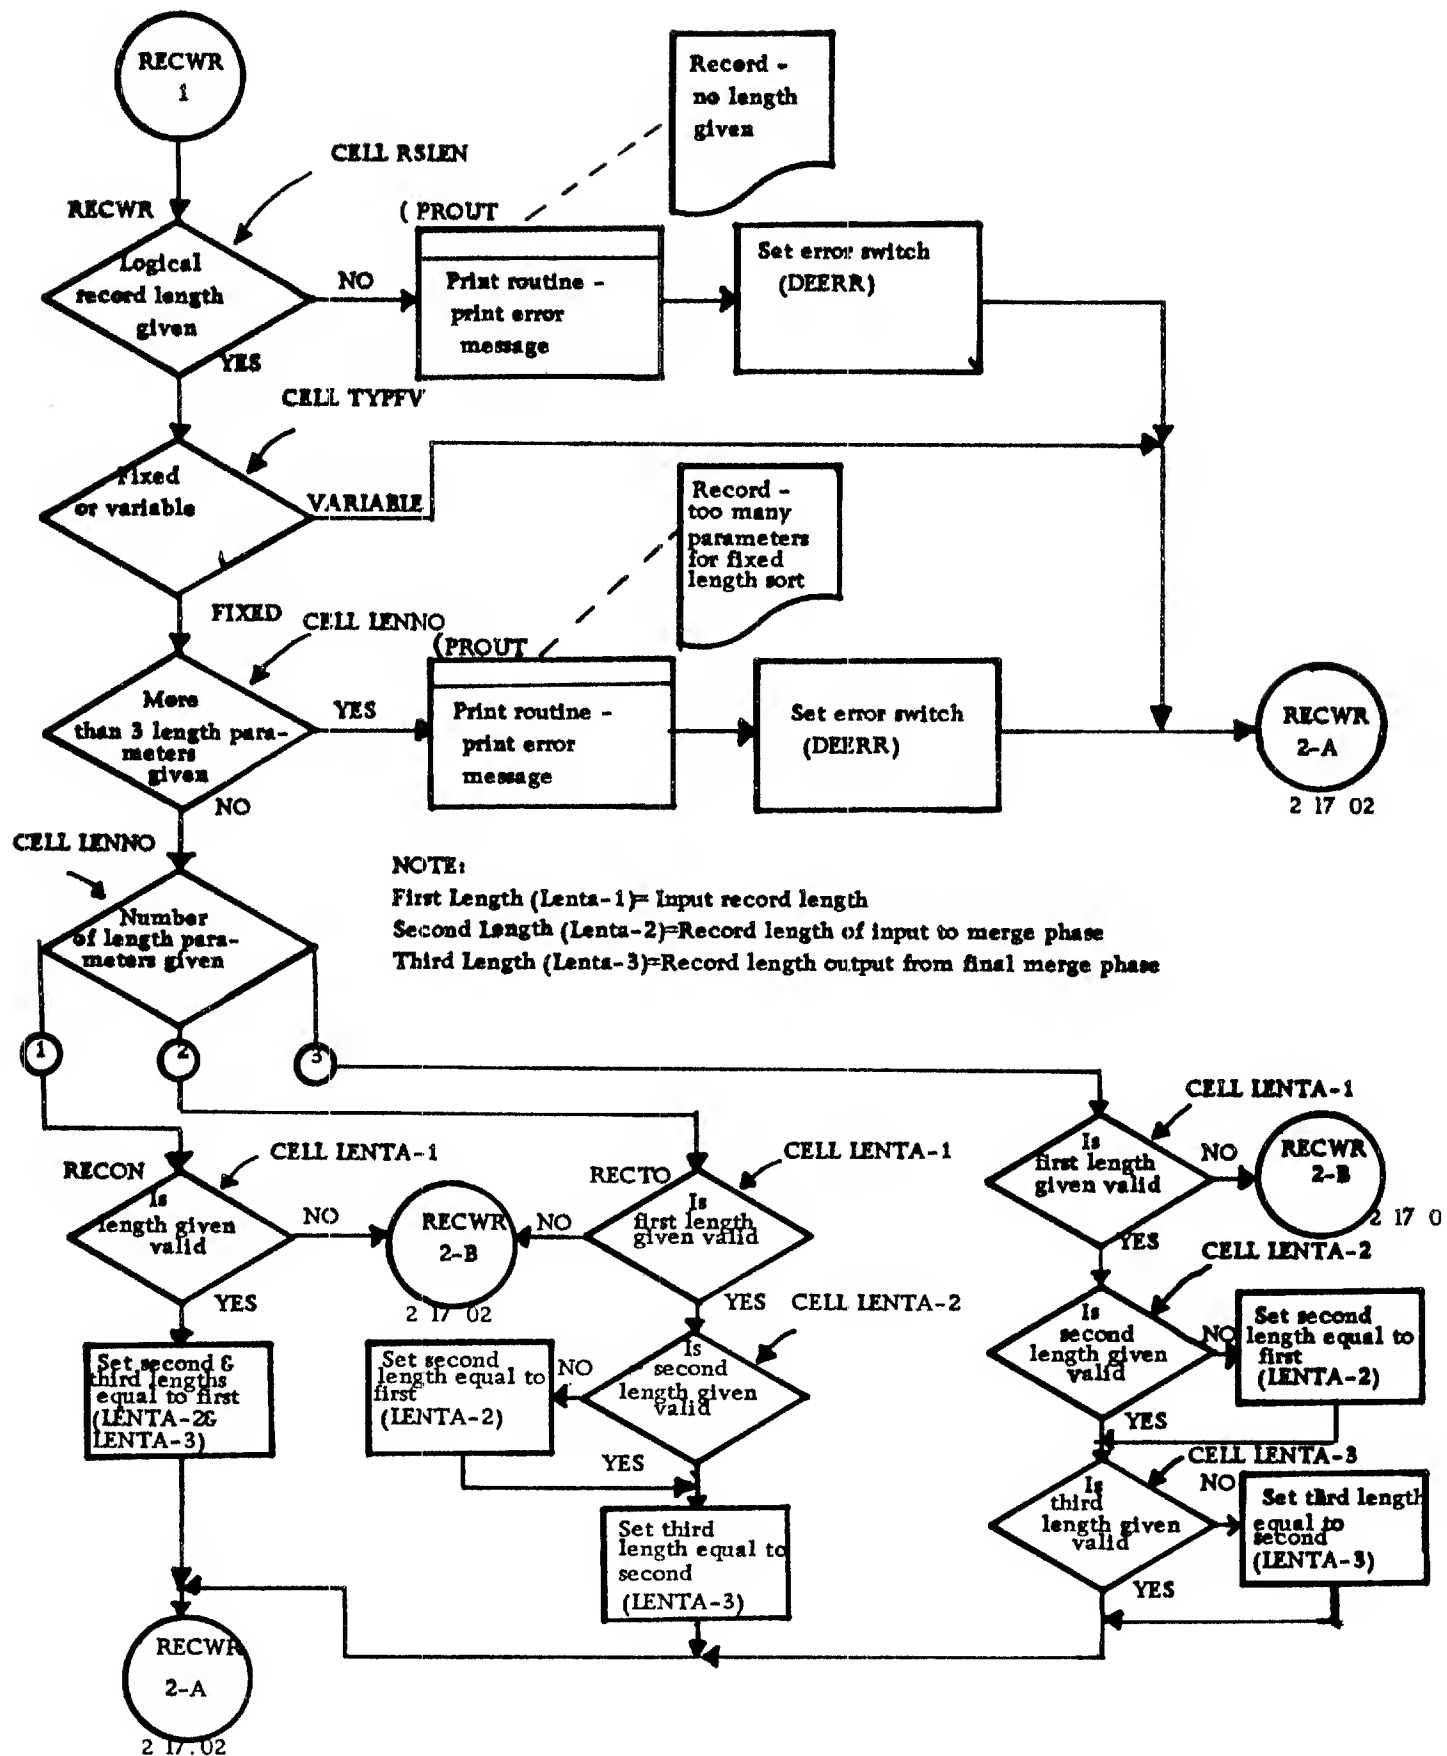 RECWR
1
Record -
no length
given
CELL RSLEN
RECWR
( PROUT
Logical
record length
given
NO
YES
Print routine -
print error
message
Set error switch
(DEERR)
CELL TYPFV
Fixed
or variable
VARIABLE
FIXED
Record -
too many
parameters
for fixed
length sort
CELL LENNO
(PROUT
More
than 3 length para-
meters
given
YES
NO
Print routine -
print error
message
Set error switch
(DEERR)
RECWR
2-A
2 17 02
CELL LENNO
Number
of length para-
meters given
NOTE:
First Length (Lenta-1)= Input record length
Second Length (Lenta-2)=Record length of input to merge phase
Third Length (Lenta-3)=Record length output from final merge phase
1
2
3
RECON
CELL LENTA-1
Is
length given
valid
NO
YES
RECWR
2-B
2 17 02
RECTO
CELL LENTA-1
Is
first length
given valid
NO
YES
CELL LENTA-1
Is
first length
given valid
NO
YES
RECWR
2-B
2 17 0
Set second &
third lengths
equal to first
(LENTA-2&
LENTA-3)
Set second
length equal to
first
(LENTA-2)
NO
CELL LENTA-2
Is
second
length given
valid
YES
CELL LENTA-2
Is
second
length given
valid
NO
YES
Set second
length equal to
first
(LENTA-2)
Set third
length equal to
second
(LENTA-3)
CELL LENTA-3
Is
third
length given
valid
NO
YES
Set third length
equal to
second
(LENTA-3)
RECWR
2-A
2 17.02